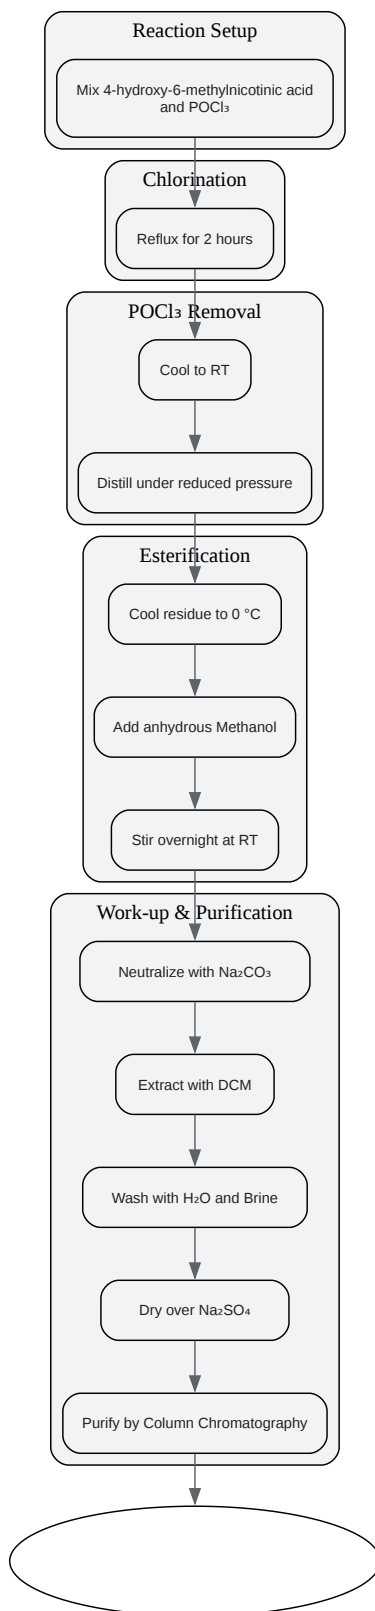 Reaction Setup
Mix 4-hydroxy-6-methylnicotinic acid
and POCl₃
Chlorination
Reflux for 2 hours
POCl₃ Removal
Cool to RT
Distill under reduced pressure
Esterification
Cool residue to 0 °C
Add anhydrous Methanol
Stir overnight at RT
Work-up & Purification
Neutralize with Na₂CO₃
Extract with DCM
Wash with H₂O and Brine
Dry over Na₂SO₄
Purify by Column Chromatography